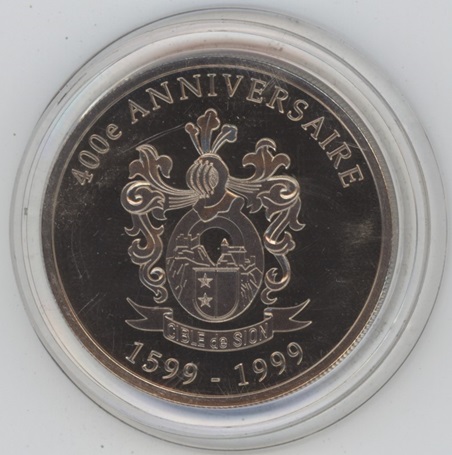 400e ANNIVERSAIRE
CIBLE de SION
1599 - 1999